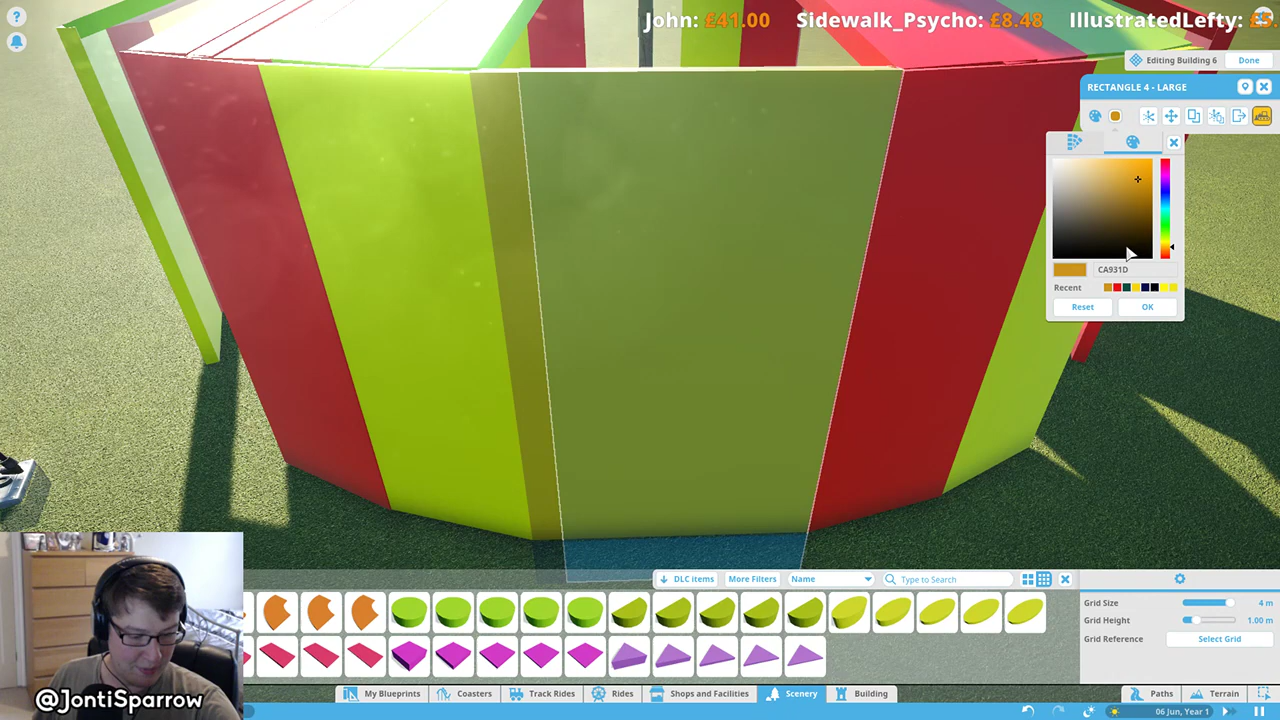 John: £41.00 Sidewalk_Psycho: £8.48 IllustratedLefty: £5
Editing Building 6 Done
RECTANGLE 4 - LARGE
CA931D
Recent
Reset OK
DLC items More Filters Name Type to Search
Grid Size 4 m
Grid Height 1.00 m
Grid Reference Select Grid
@JontiSparrow
My Blueprints Coasters Track Rides Rides Shops and Facilities Scenery Building Paths Terrain
06 Jun, Year 1